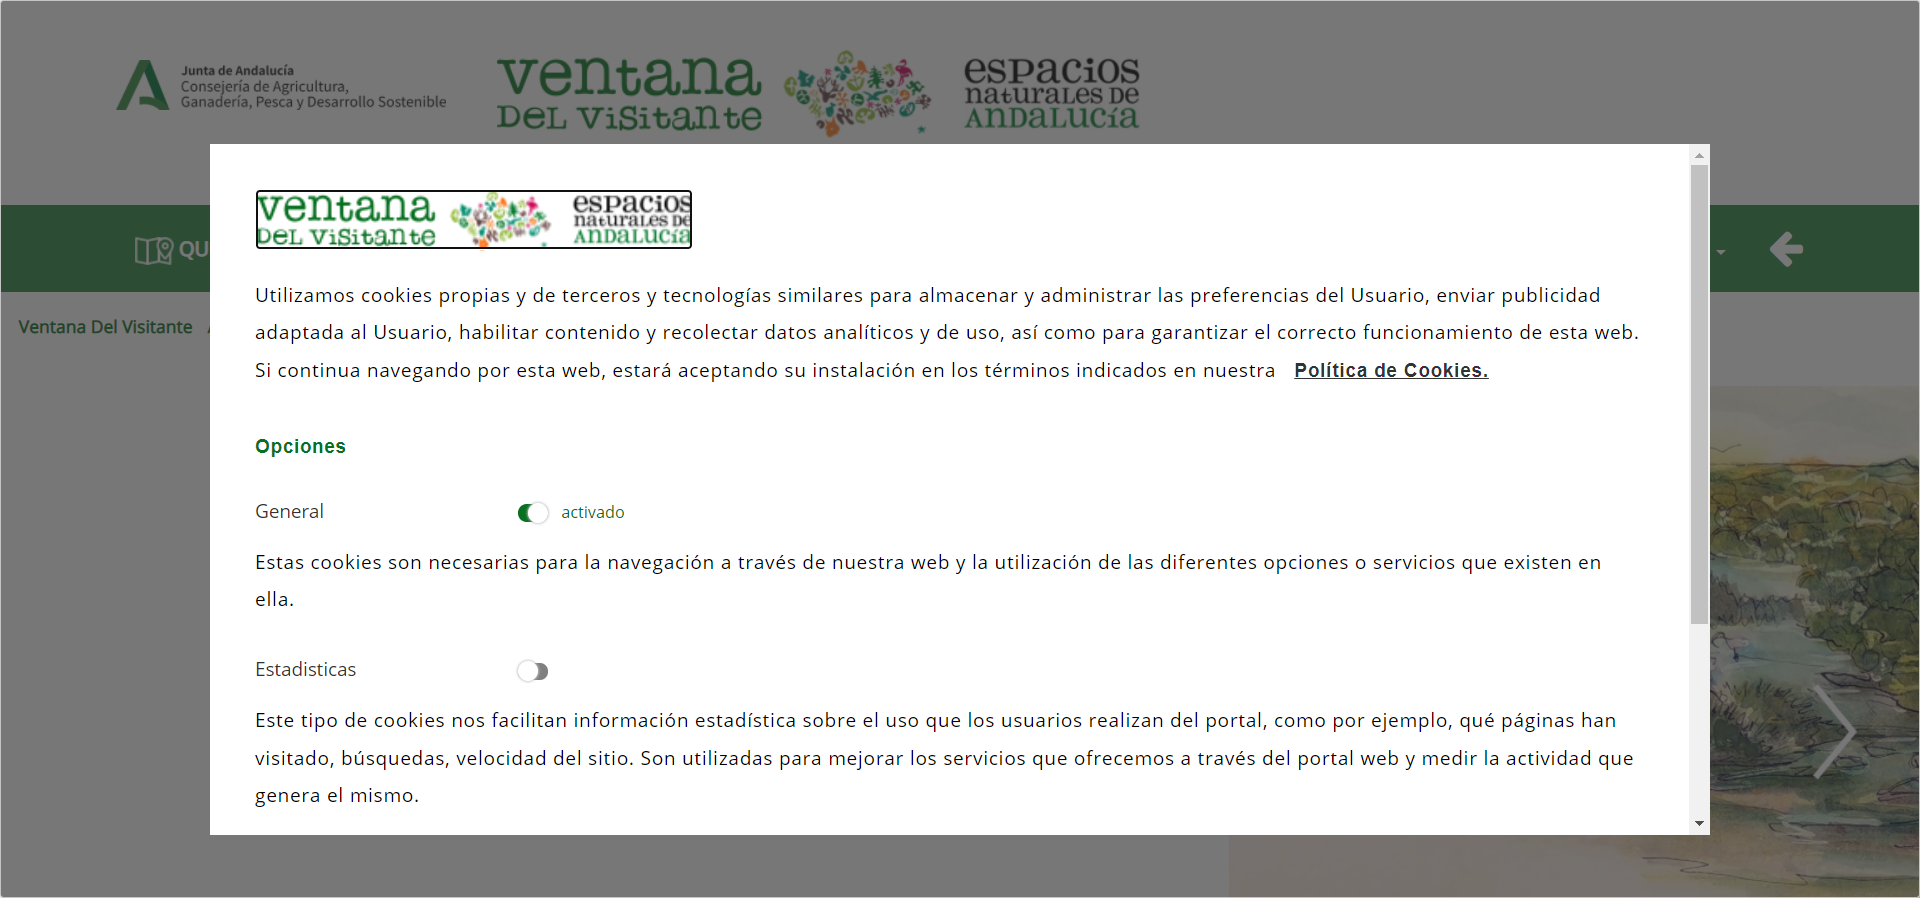 Junta de Andalucía
Consejería de Agricultura,
Ganadería, Pesca y Desarrollo Sostenible
ventana
DEL VISITANTE
espacios
naturales DE
ANDALUCÍA
QU
Ventana Del Visitante
ventana
DEL VISITANTE
espacios
naturales DE
ANDALUCÍA
Utilizamos cookies propias y de terceros y tecnologías similares para almacenar y administrar las preferencias del Usuario, enviar publicidad
adaptada al Usuario, habilitar contenido y recolectar datos analíticos y de uso, así como para garantizar el correcto funcionamiento de esta web.
Si continua navegando por esta web, estará aceptando su instalación en los términos indicados en nuestra Política de Cookies.
Opciones
General activado
Estas cookies son necesarias para la navegación a través de nuestra web y la utilización de las diferentes opciones o servicios que existen en
ella.
Estadisticas
Este tipo de cookies nos facilitan información estadística sobre el uso que los usuarios realizan del portal, como por ejemplo, qué páginas han
visitado, búsquedas, velocidad del sitio. Son utilizadas para mejorar los servicios que ofrecemos a través del portal web y medir la actividad que
genera el mismo.